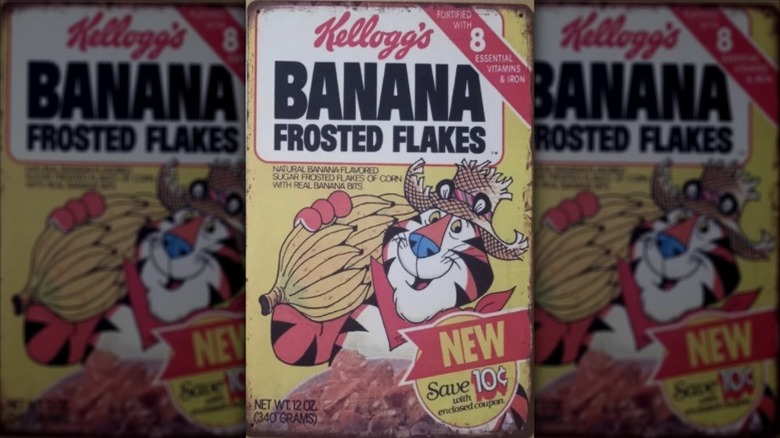 Kellogg's
FORTIFIED
WITH
8
ESSENTIAL
VITAMINS
& IRON
BANANA
FROSTED FLAKES
NATURAL BANANA-FLAVORED
SUGAR FROSTED FLAKES OF CORN
WITH REAL BANANA BITS.
NEW
Save 10¢
with
enclosed coupon
NET WT. 12 OZ.
(340 GRAMS)